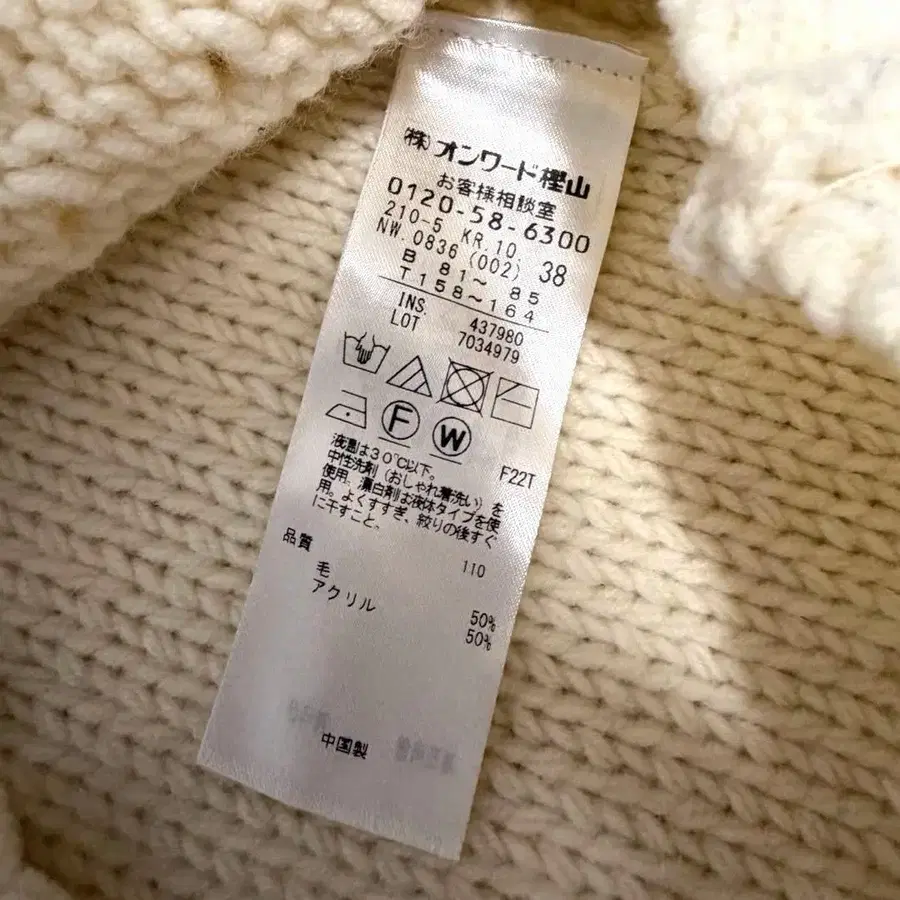 (株)オンワード樫山
お客様相談室
0120-58-6300
210-5 KR.10.
NW.0836(002) 38
B 81～ 85
T 158～164
INS. 437980
LOT 7034979
F W
F22T
液温は30℃以下。
中性洗剤(おしゃれ着洗い)を
使用。漂白剤は液体タイプを使
用。よくすすぎ、絞りの後すぐ
に干すこと、
品質 110
毛 50%
アクリル 50%
中国製